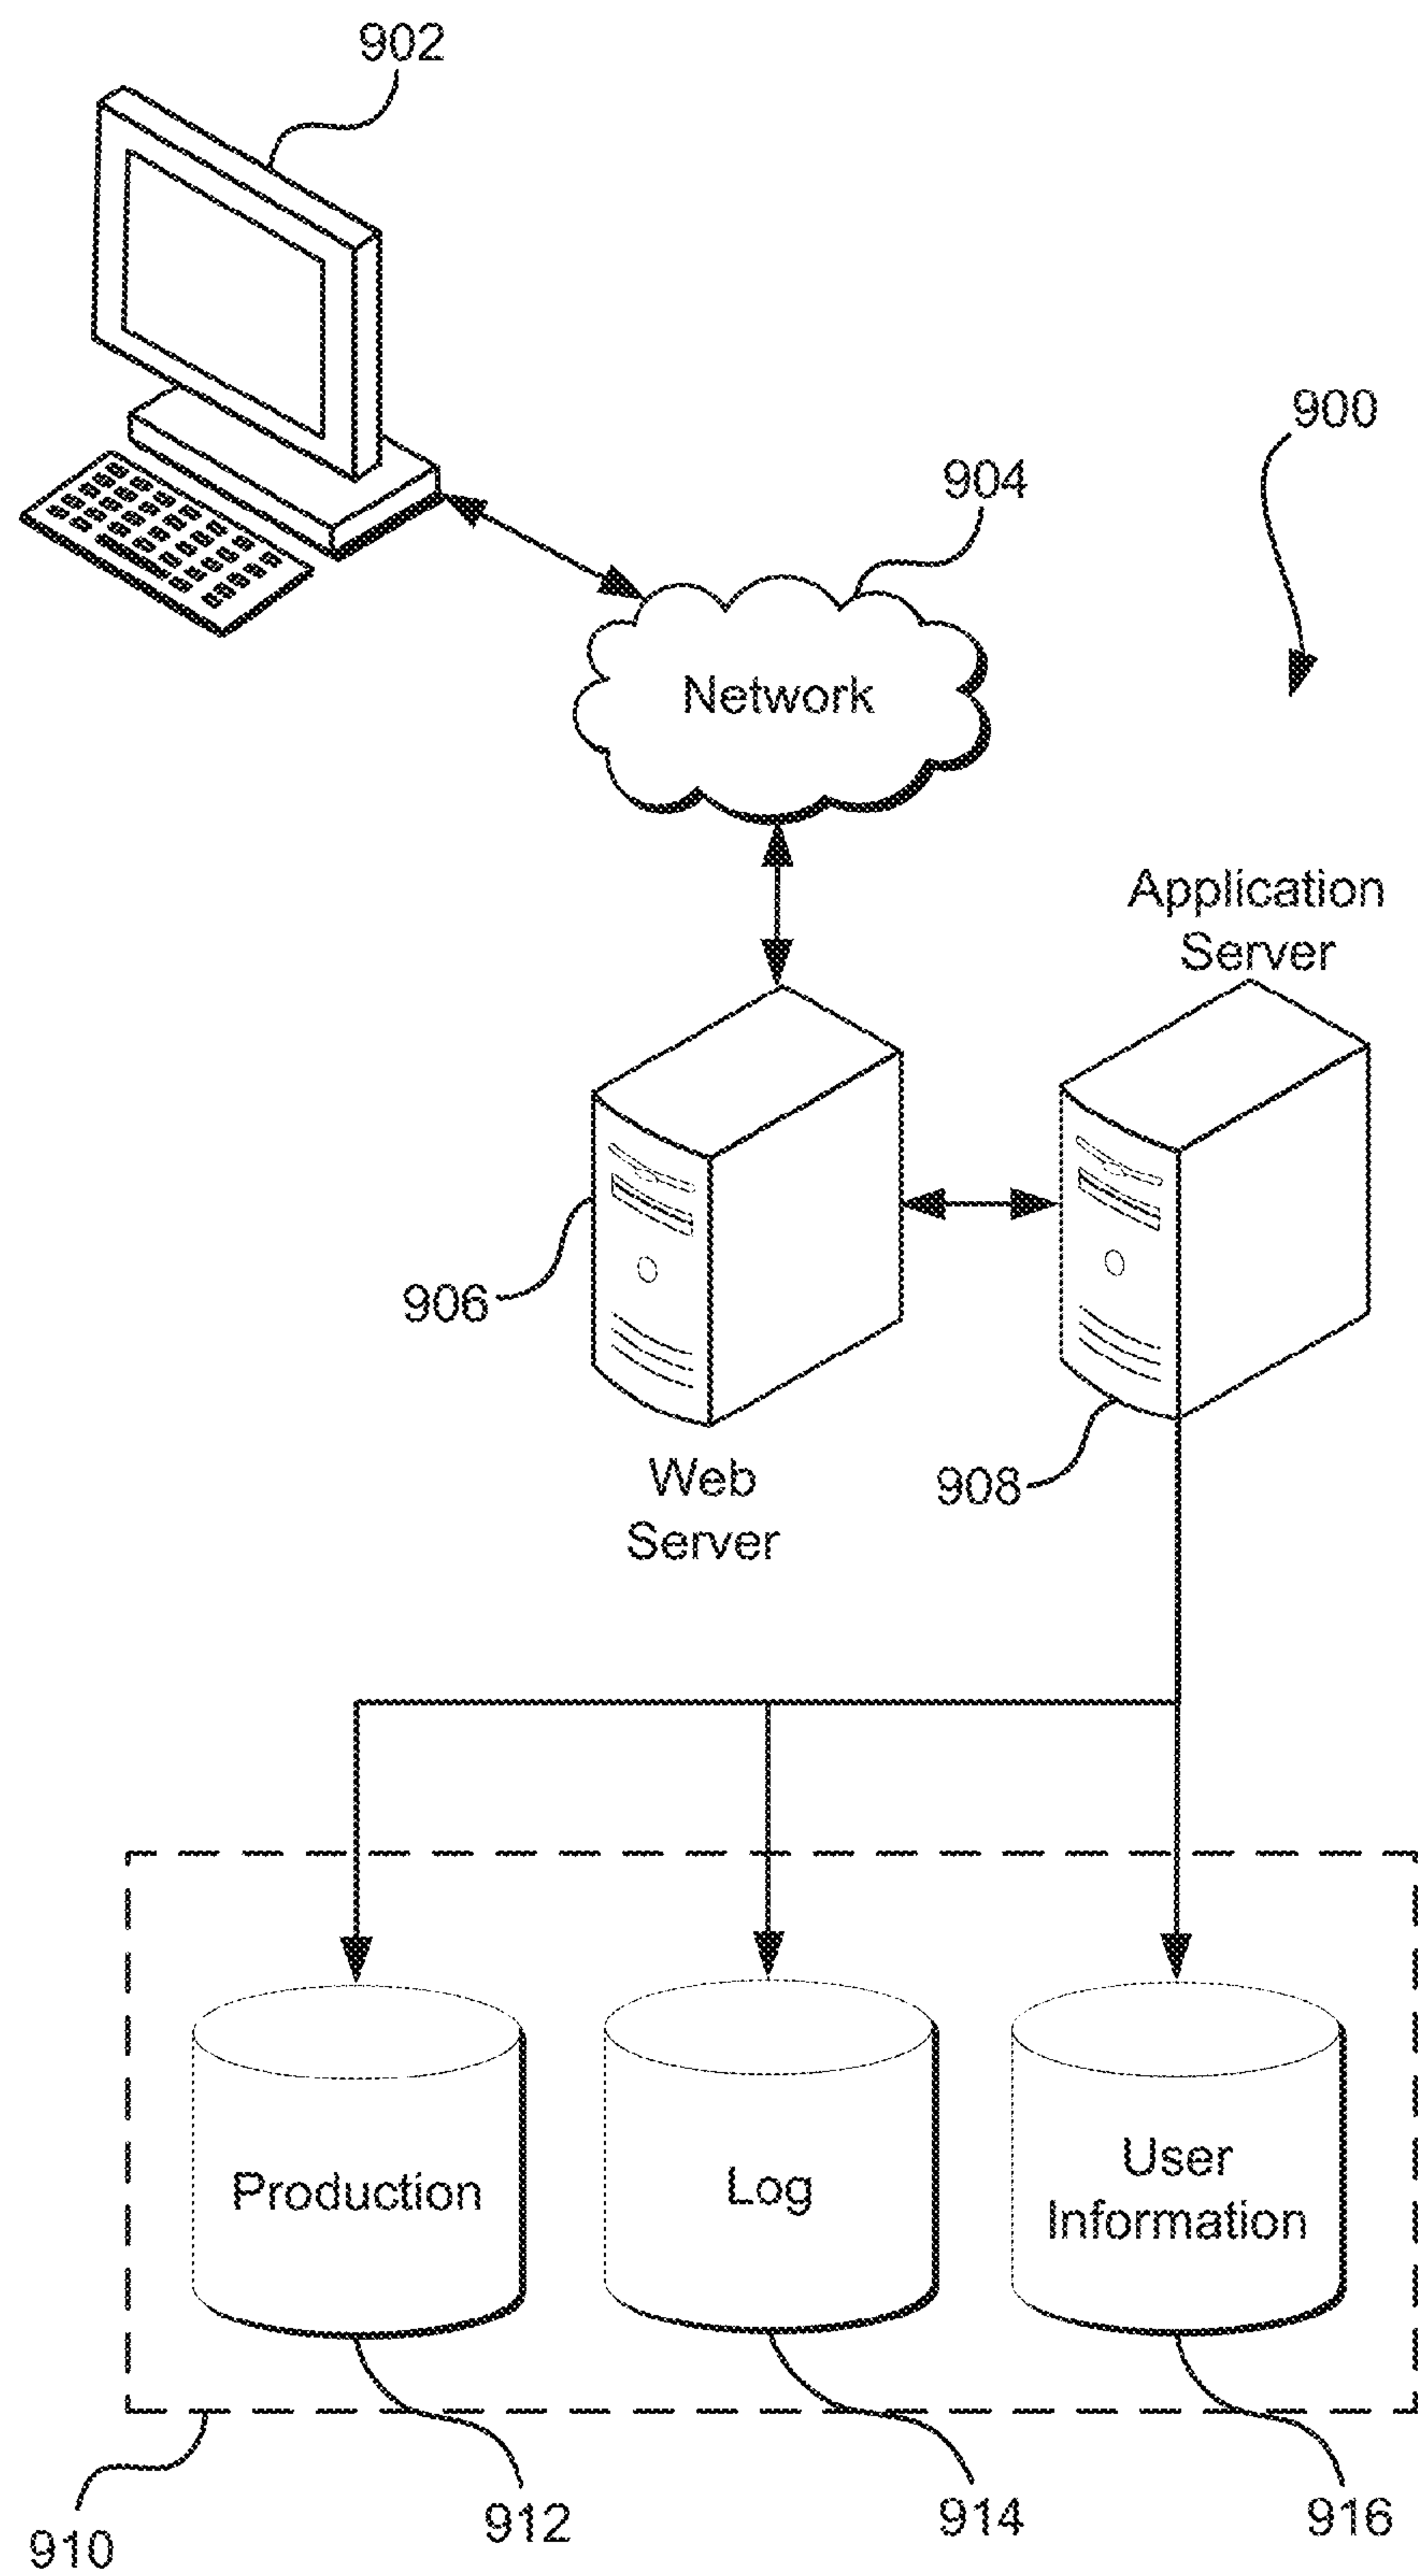 902
900
904
Network
Application
Server
906
Web
Server
908
Production
Log
User
Information
910
912
914
916